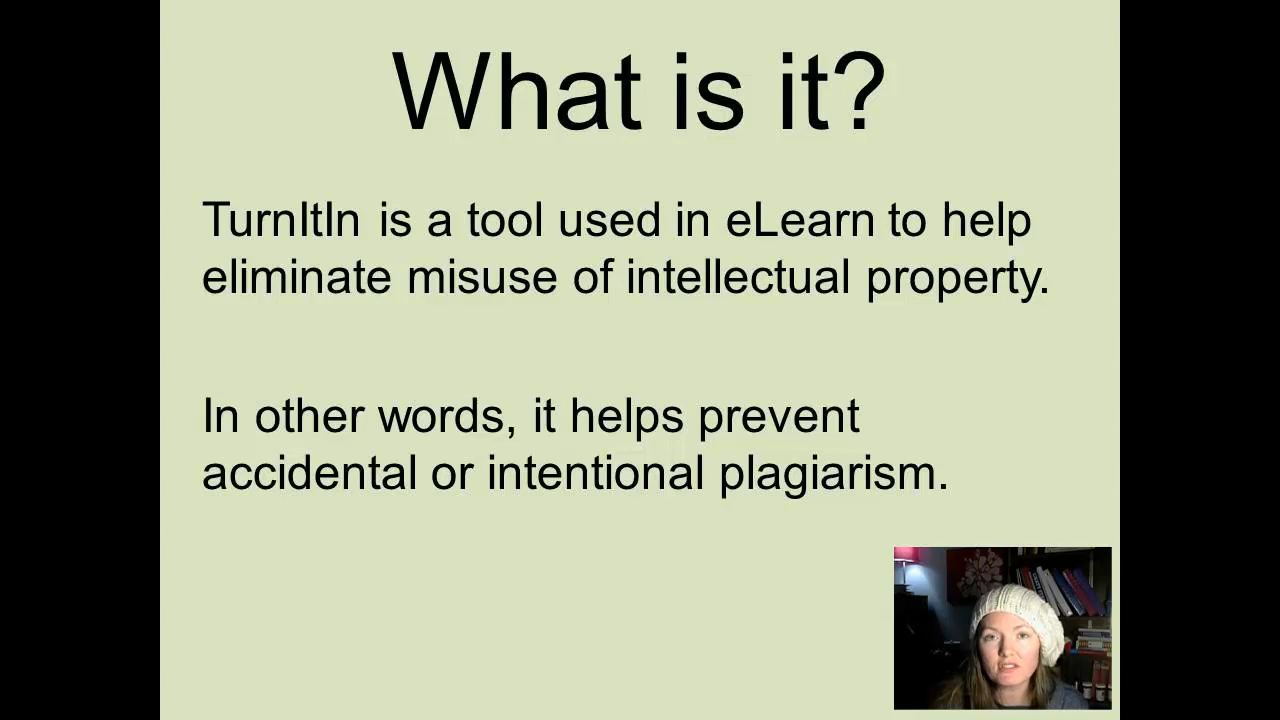 What is it?
TurnItIn is a tool used in eLearn to help
eliminate misuse of intellectual property.
In other words, it helps prevent
accidental or intentional plagiarism.